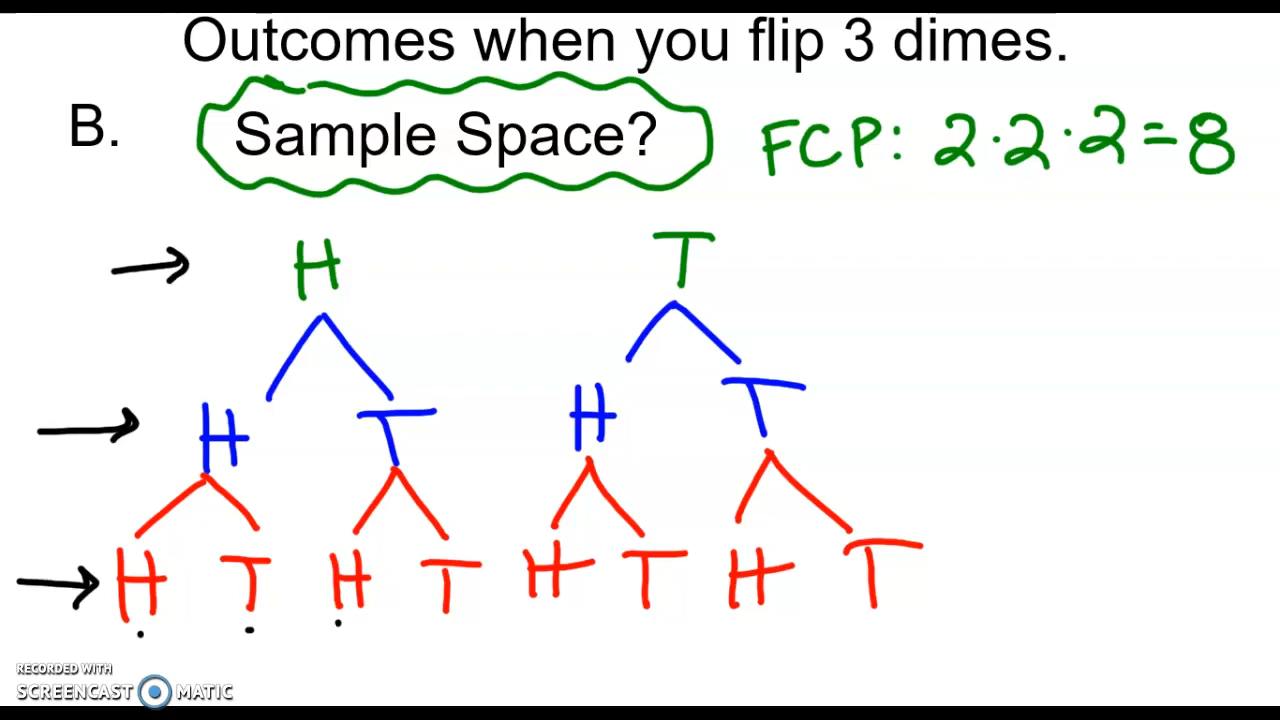 Outcomes when you flip 3 dimes.
B. Sample Space? FCP: 2·2·2=8
H T
H T H T
H T H T H T H T
RECORDED WITH
SCREENCAST MATIC